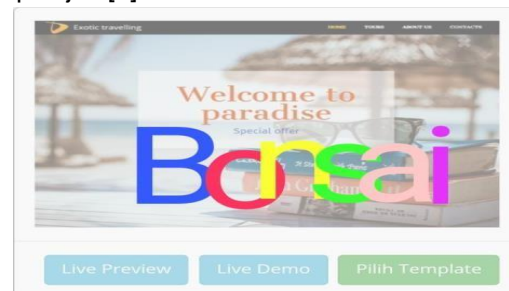 Exotic travelling
HOME TOURS ABOUT US CONTACTS
Welcome to
paradise
Special offer
Bonsai
Live Preview
Live Demo
Pilih Template